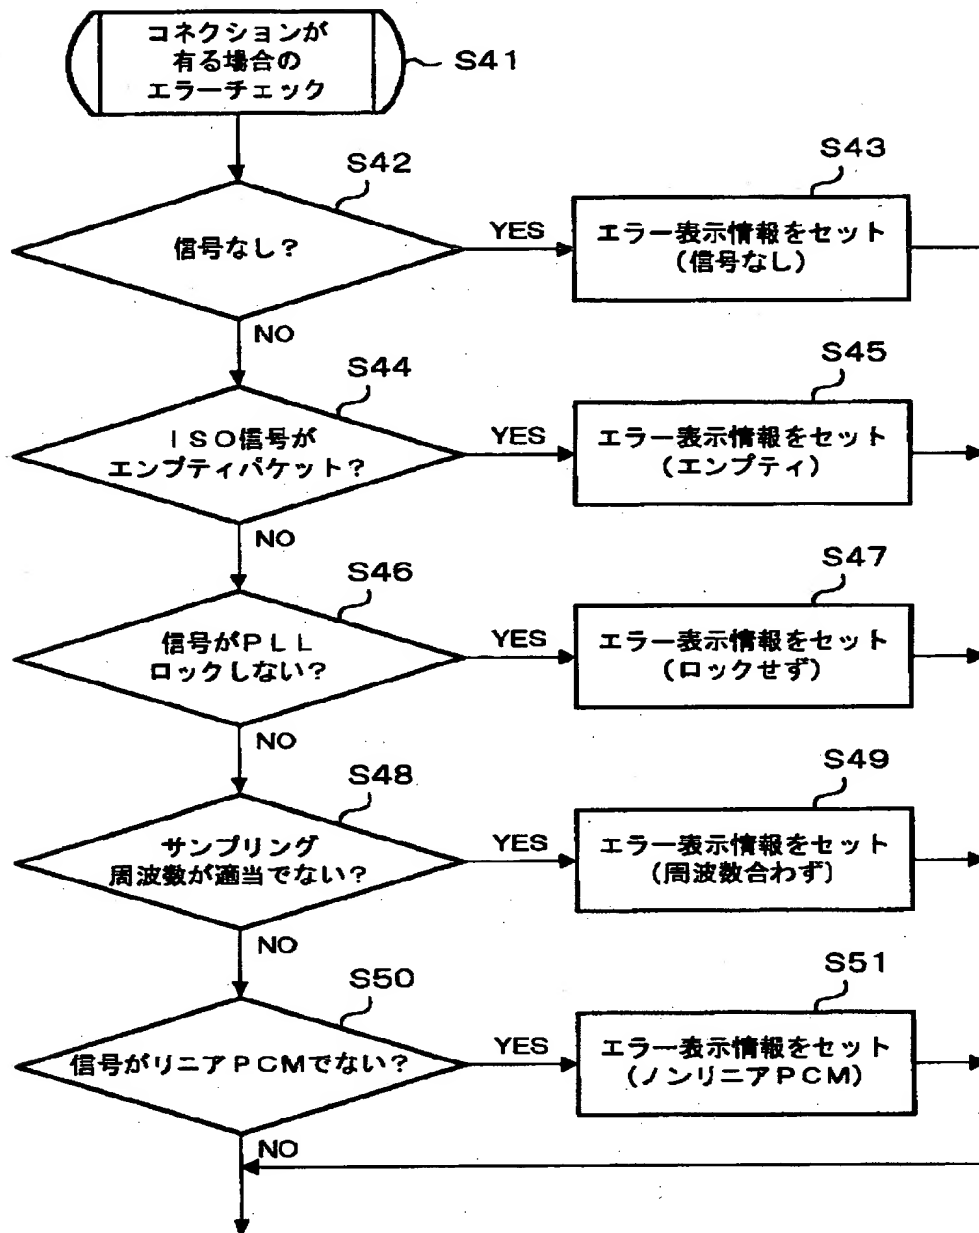 コネクションが
有る場合の
エラーチェック
S41
S42
信号なし?
YES
NO
S43
エラー表示情報をセット
(信号なし)
S44
ISO信号が
エンプティパケット?
YES
NO
S45
エラー表示情報をセット
(エンプティ)
S46
信号がPLL
ロックしない?
YES
NO
S47
エラー表示情報をセット
(ロックせず)
S48
サンプリング
周波数が適当でない?
YES
NO
S49
エラー表示情報をセット
(周波数合わず)
S50
信号がリニアPCMでない?
YES
NO
S51
エラー表示情報をセット
(ノンリニアPCM)